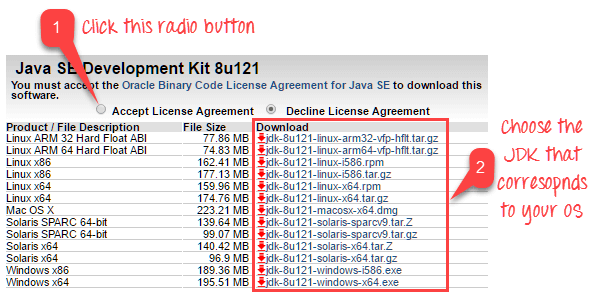 1 Click this radio button
Java SE Development Kit 8u121
You must accept the Oracle Binary Code License Agreement for Java SE to download this
software.
Accept License Agreement Decline License Agreement
Product / File Description File Size Download
Linux ARM 32 Hard Float ABI 77.86 MB jdk-8u121-linux-arm32-vfp-hflt.tar.gz
Linux ARM 64 Hard Float ABI 74.83 MB jdk-8u121-linux-arm64-vfp-hflt.tar.gz
Linux x86 162.41 MB jdk-8u121-linux-i586.rpm
Linux x86 177.13 MB jdk-8u121-linux-i586.tar.gz
Linux x64 159.96 MB jdk-8u121-linux-x64.rpm
Linux x64 174.76 MB jdk-8u121-linux-x64.tar.gz
Mac OS X 223.21 MB jdk-8u121-macosx-x64.dmg
Solaris SPARC 64-bit 139.64 MB jdk-8u121-solaris-sparcv9.tar.Z
Solaris SPARC 64-bit 99.07 MB jdk-8u121-solaris-sparcv9.tar.gz
Solaris x64 140.42 MB jdk-8u121-solaris-x64.tar.Z
Solaris x64 96.9 MB jdk-8u121-solaris-x64.tar.gz
Windows x86 189.36 MB jdk-8u121-windows-i586.exe
Windows x64 195.51 MB jdk-8u121-windows-x64.exe
2
Choose the
JDK that
corresopnds
to your OS